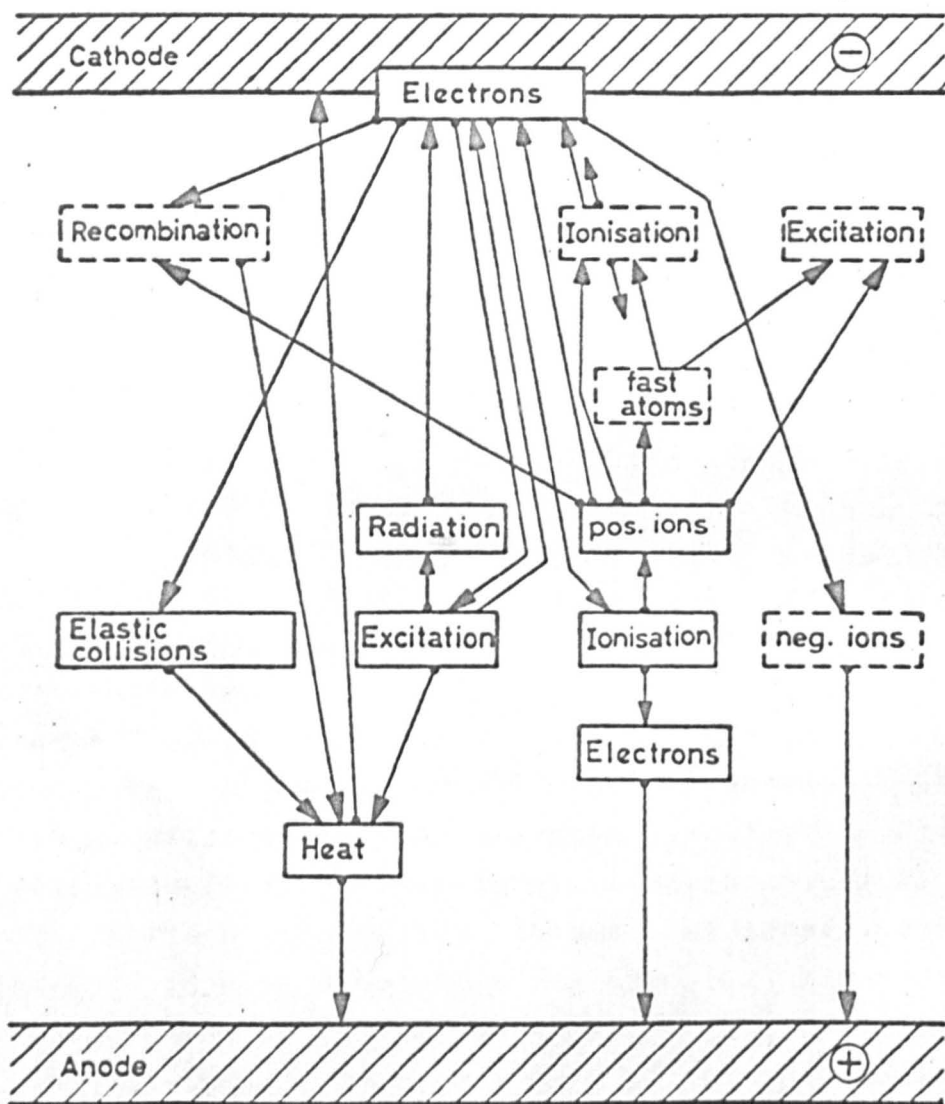 Cathode
−
Electrons
Recombination
Ionisation
Excitation
fast
atoms
Radiation
pos. ions
Elastic
collisions
Excitation
Ionisation
neg. ions
Electrons
Heat
Anode
+